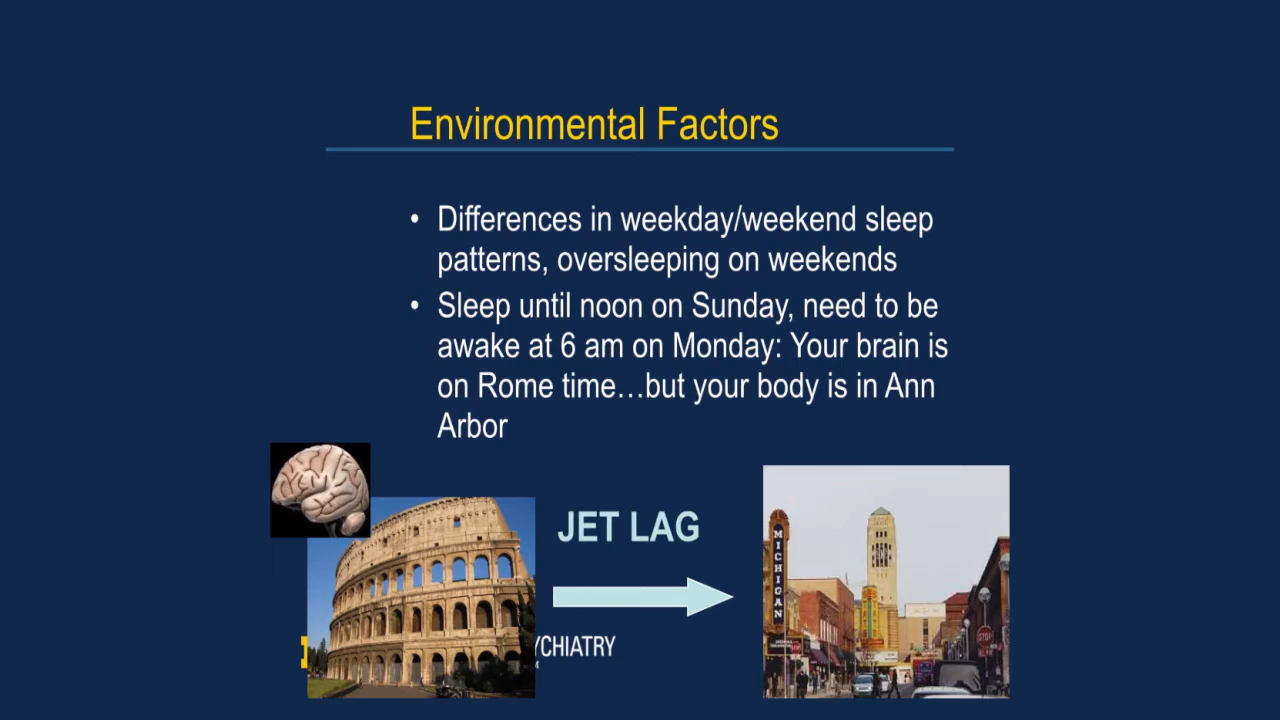 Environmental Factors
• Differences in weekday/weekend sleep
patterns, oversleeping on weekends
• Sleep until noon on Sunday, need to be
awake at 6 am on Monday: Your brain is
on Rome time…but your body is in Ann
Arbor
JET LAG
MICHIGAN
STOP
YCHIATRY